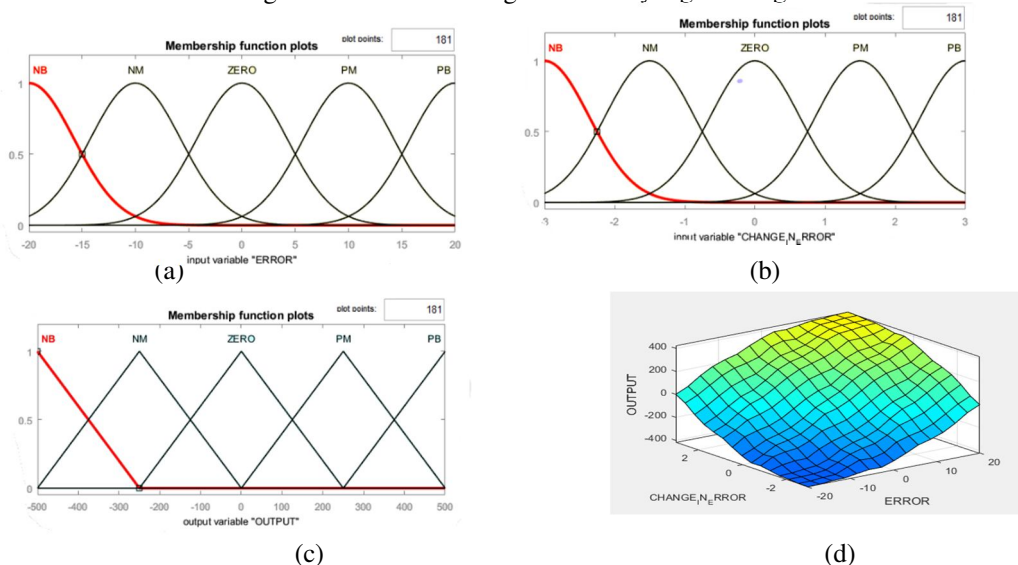 plot points: 181
Membership function plots
NB NM ZERO PM PB
1
0.5
0
-20 -15 -10 -5 0 5 10 15 20
input variable "ERROR"
(a)
plot points: 181
Membership function plots
NB NM ZERO PM PB
1
0.5
0
-3 -2 -1 0 1 2 3
input variable "CHANGE_IN_ERROR"
(b)
plot points: 181
Membership function plots
NB NM ZERO PM PB
1
0.5
0
-500 -400 -300 -200 -100 0 100 200 300 400 500
output variable "OUTPUT"
(c)
400
200
0
-200
-400
OUTPUT
2 0 -2
CHANGE_IN_ERROR
-20 -10 0 10 20
ERROR
(d)